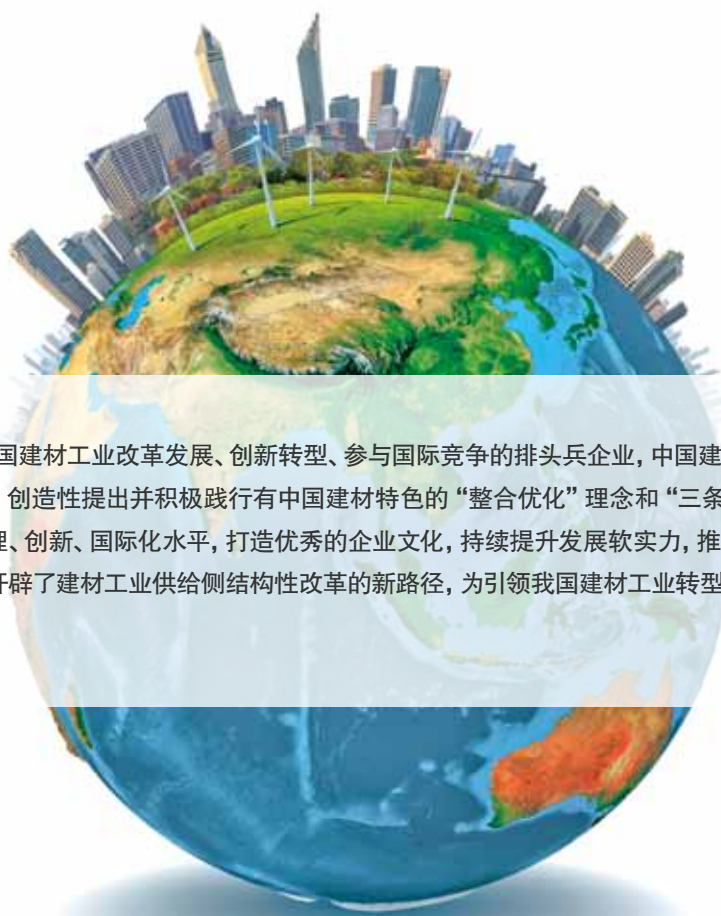 国建材工业改革发展、创新转型、参与国际竞争的排头兵企业，中国建
创造性提出并积极践行有中国建材特色的“整合优化”理念和“三条
、创新、国际化水平，打造优秀的企业文化，持续提升发展软实力，推
开辟了建材工业供给侧结构性改革的新路径，为引领我国建材工业转型